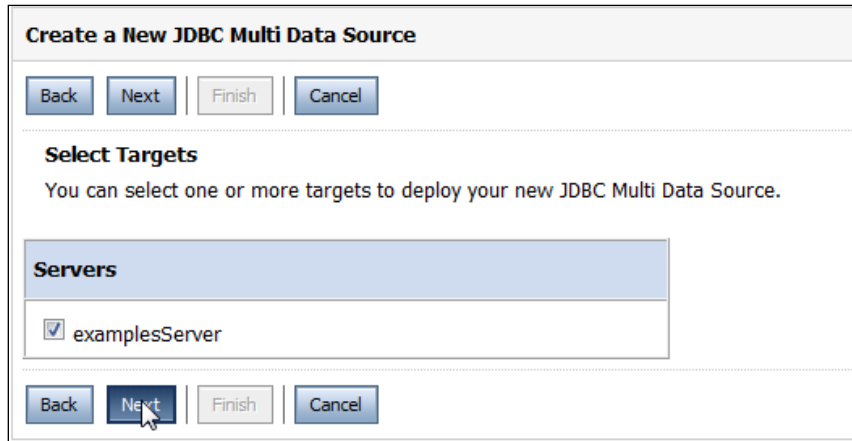 Create a New JDBC Multi Data Source
Back Next Finish Cancel
Select Targets
You can select one or more targets to deploy your new JDBC Multi Data Source.
Servers
examplesServer
Back Next Finish Cancel